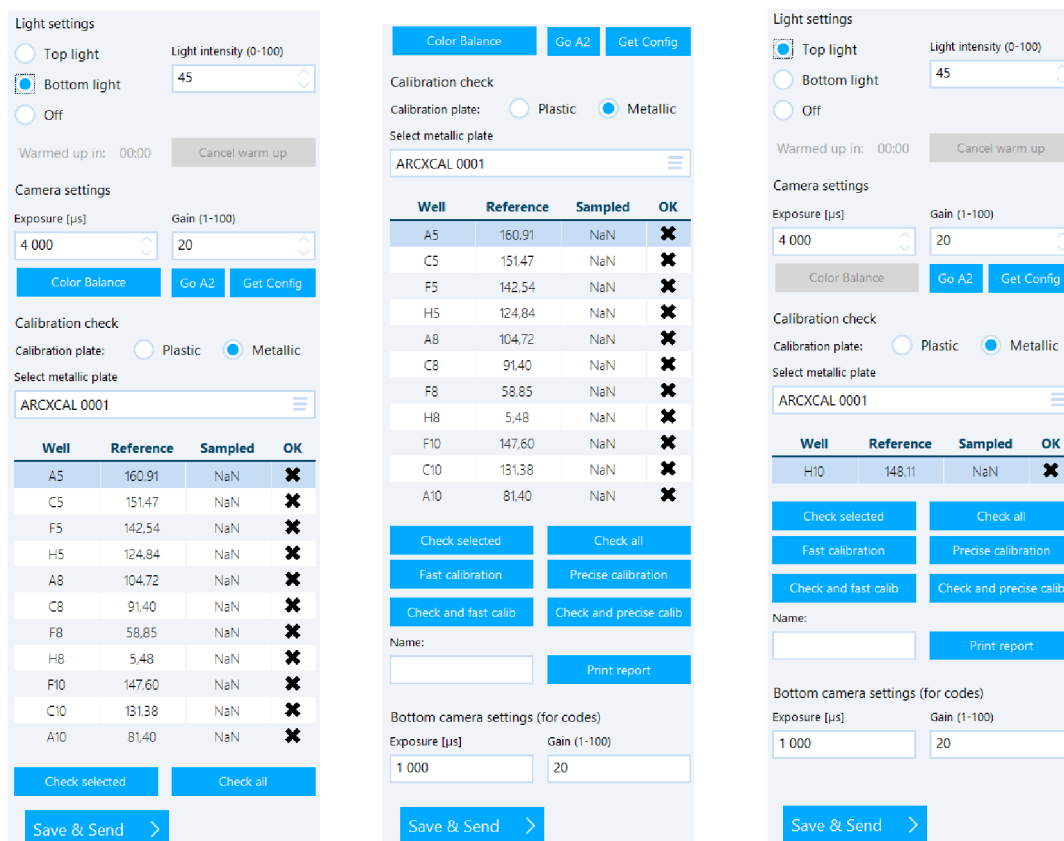 Light settings
Top light Light intensity (0-100)
Bottom light 45
Off
Warmed up in: 00:00 Cancel warm up
Camera settings
Exposure [µs] Gain (1-100)
4 000 20
Color Balance Go A2 Get Config
Calibration check
Calibration plate: Plastic Metallic
Select metallic plate
ARCXCAL 0001
Well Reference Sampled OK
A5 160,91 NaN
C5 151,47 NaN
F5 142,54 NaN
H5 124,84 NaN
A8 104,72 NaN
C8 91,40 NaN
F8 58,85 NaN
H8 5,48 NaN
F10 147,60 NaN
C10 131,38 NaN
A10 81,40 NaN
Check selected Check all
Save & Send
Color Balance Go A2 Get Config
Calibration check
Calibration plate: Plastic Metallic
Select metallic plate
ARCXCAL 0001
Well Reference Sampled OK
A5 160,91 NaN
C5 151,47 NaN
F5 142,54 NaN
H5 124,84 NaN
A8 104,72 NaN
C8 91,40 NaN
F8 58,85 NaN
H8 5,48 NaN
F10 147,60 NaN
C10 131,38 NaN
A10 81,40 NaN
Check selected Check all
Fast calibration Precise calibration
Check and fast calib Check and precise calib
Name:
Print report
Bottom camera settings (for codes)
Exposure [µs] Gain (1-100)
1 000 20
Save & Send
Light settings
Top light Light intensity (0-100)
Bottom light 45
Off
Warmed up in: 00:00 Cancel warm up
Camera settings
Exposure [µs] Gain (1-100)
4 000 20
Color Balance Go A2 Get Config
Calibration check
Calibration plate: Plastic Metallic
Select metallic plate
ARCXCAL 0001
Well Reference Sampled OK
H10 148,11 NaN
Check selected Check all
Fast calibration Precise calibration
Check and fast calib Check and precise calib
Name:
Print report
Bottom camera settings (for codes)
Exposure [µs] Gain (1-100)
1 000 20
Save & Send